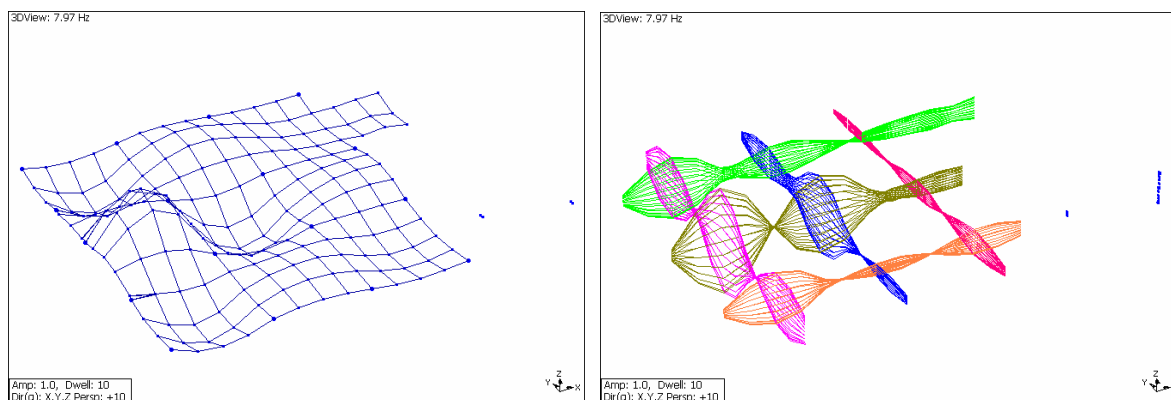 3DView: 7.97 Hz
Amp: 1.0, Dwell: 10
Dir(g): X,Y,Z Persp: +10
Z
Y X
3DView: 7.97 Hz
Amp: 1.0, Dwell: 10
Dir(g): X,Y,Z Persp: +10
Z
Y X